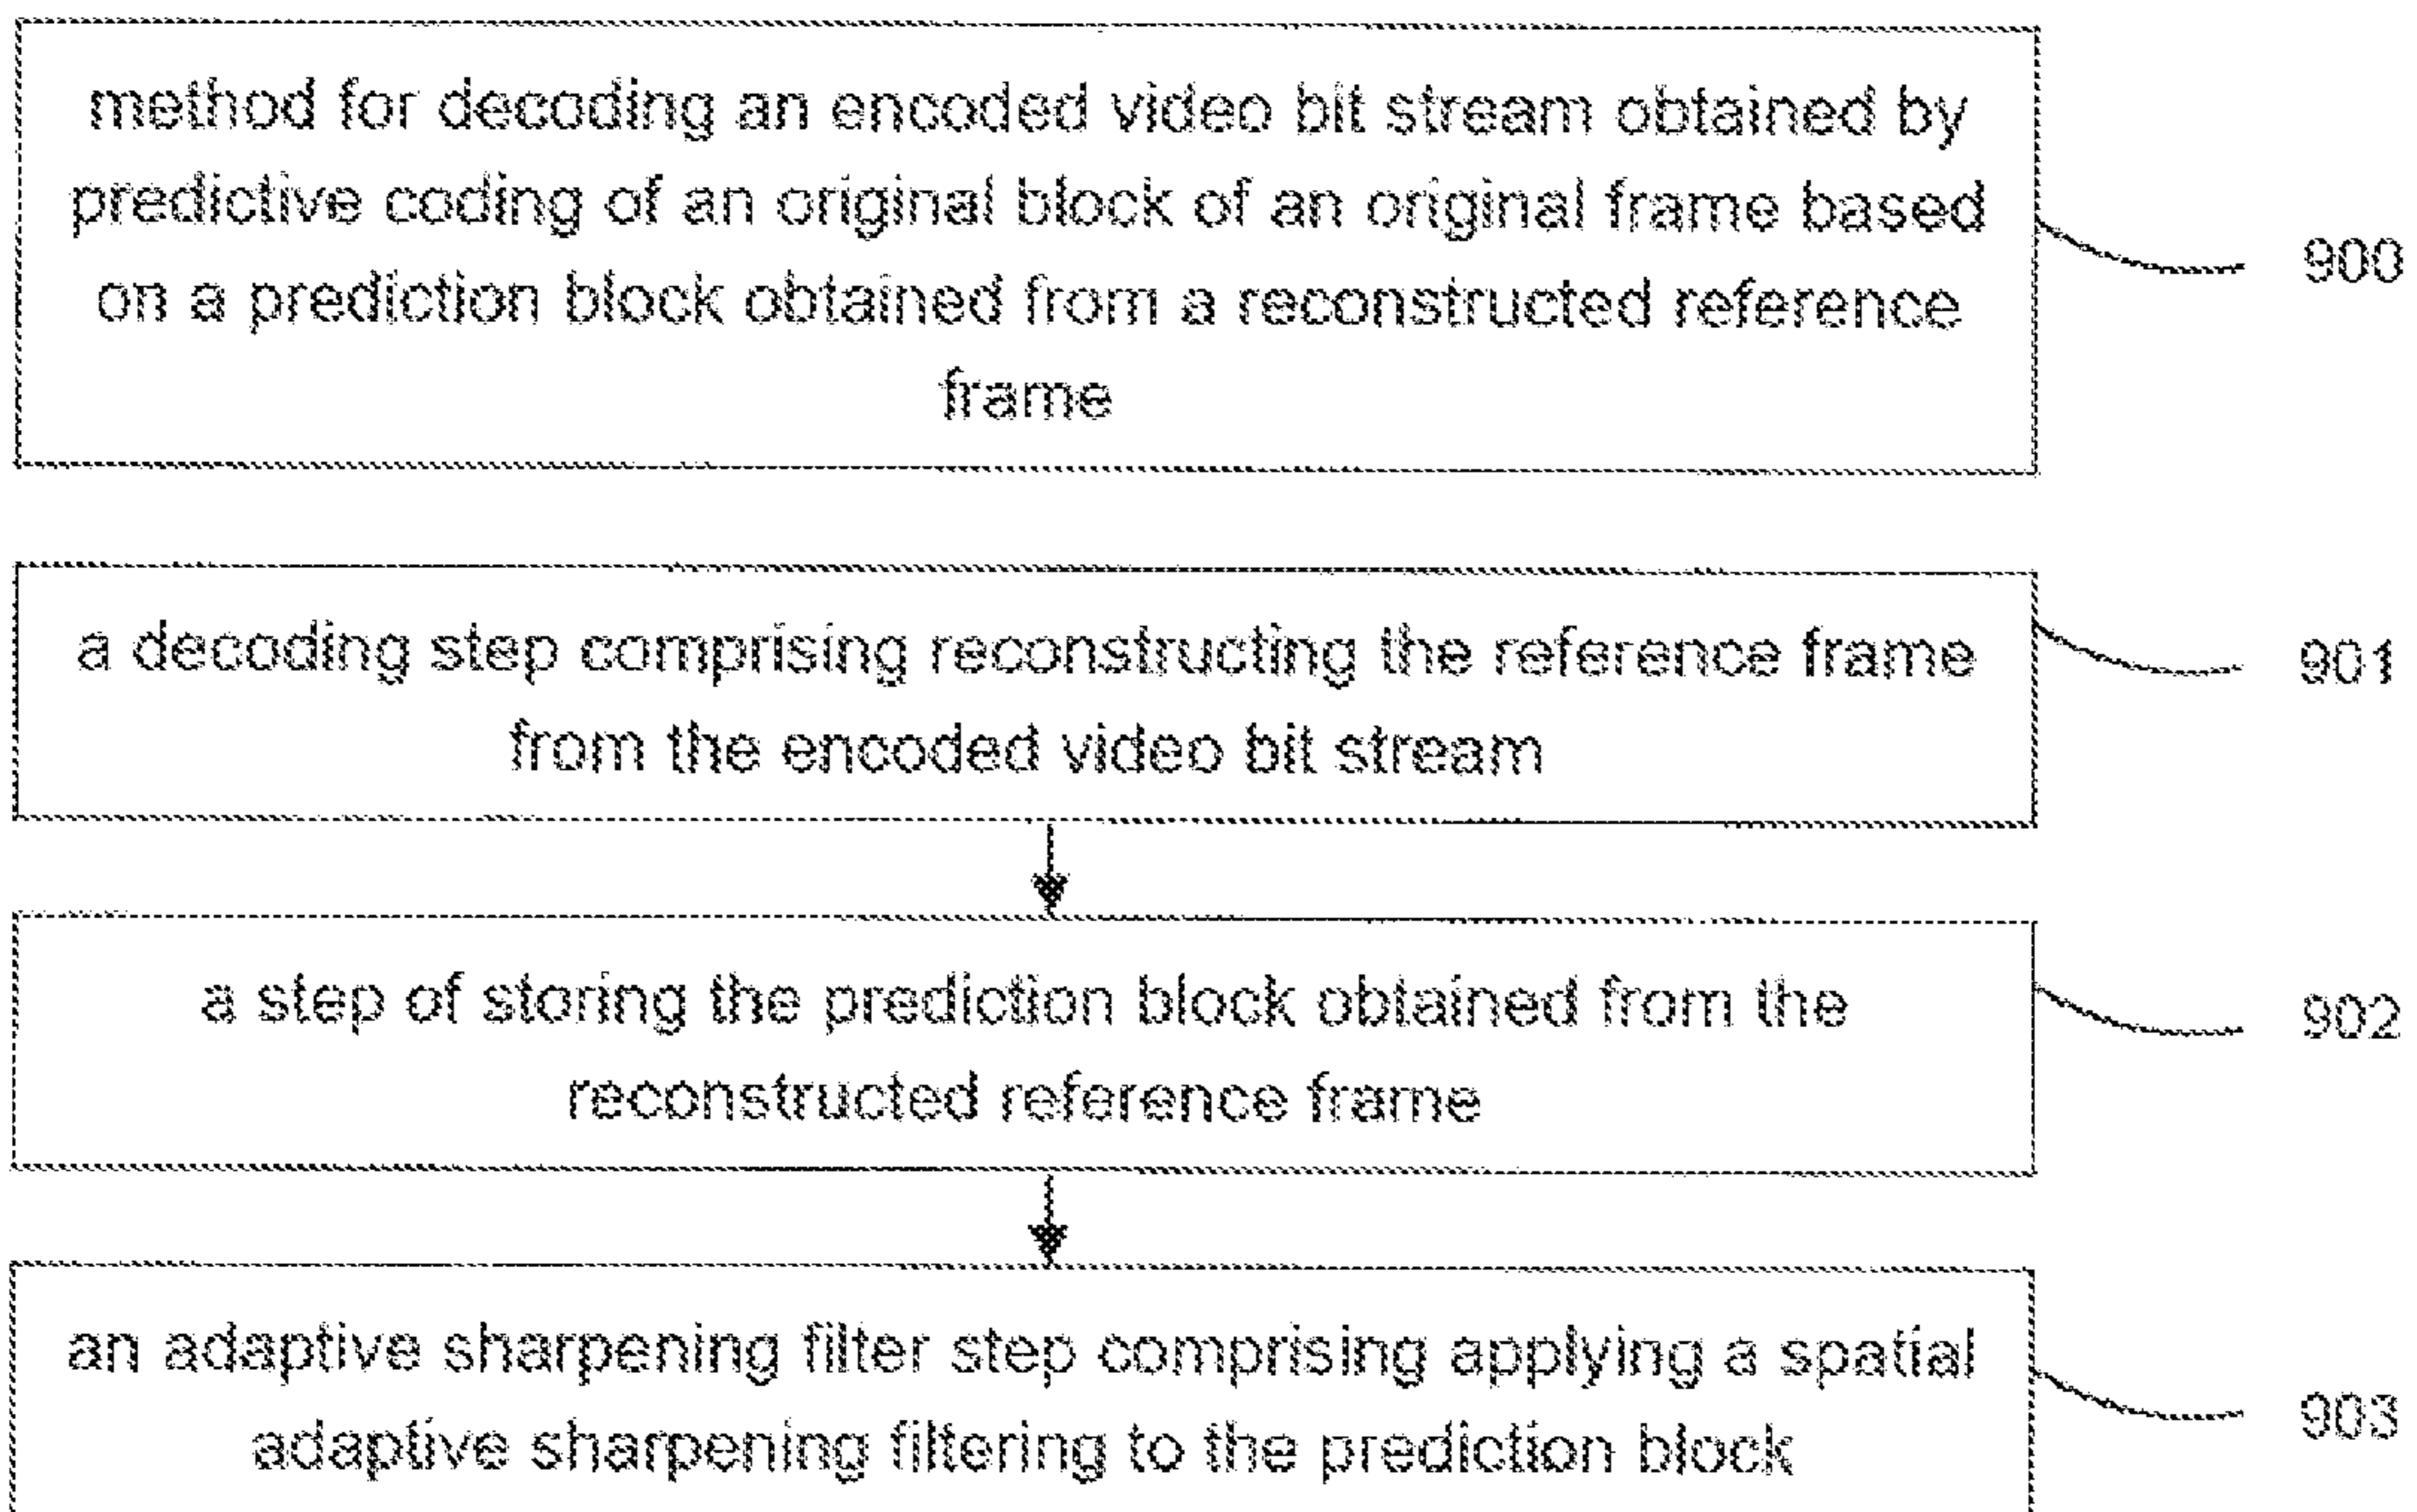 method for decoding an encoded video bit stream obtained by
predictive coding of an original block of an original frame based
on a prediction block obtained from a reconstructed reference
frame
900
a decoding step comprising reconstructing the reference frame
from the encoded video bit stream
901
a step of storing the prediction block obtained from the
reconstructed reference frame
902
an adaptive sharpening filter step comprising applying a spatial
adaptive sharpening filtering to the prediction block
903